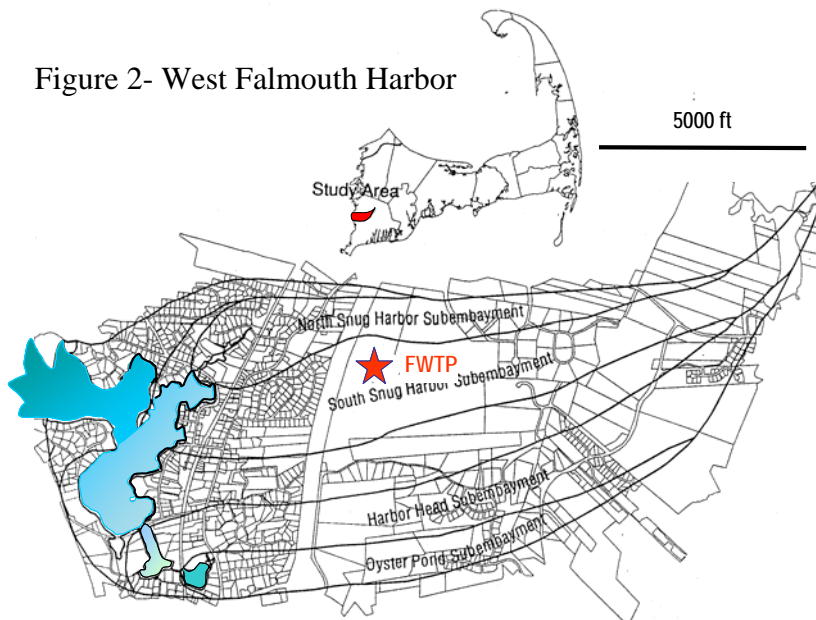 Figure 2- West Falmouth Harbor
5000 ft
Study Area
North Snug Harbor Subembayment
FWTP
South Snug Harbor Subembayment
Harbor Head Subembayment
Oyster Pond Subembayment